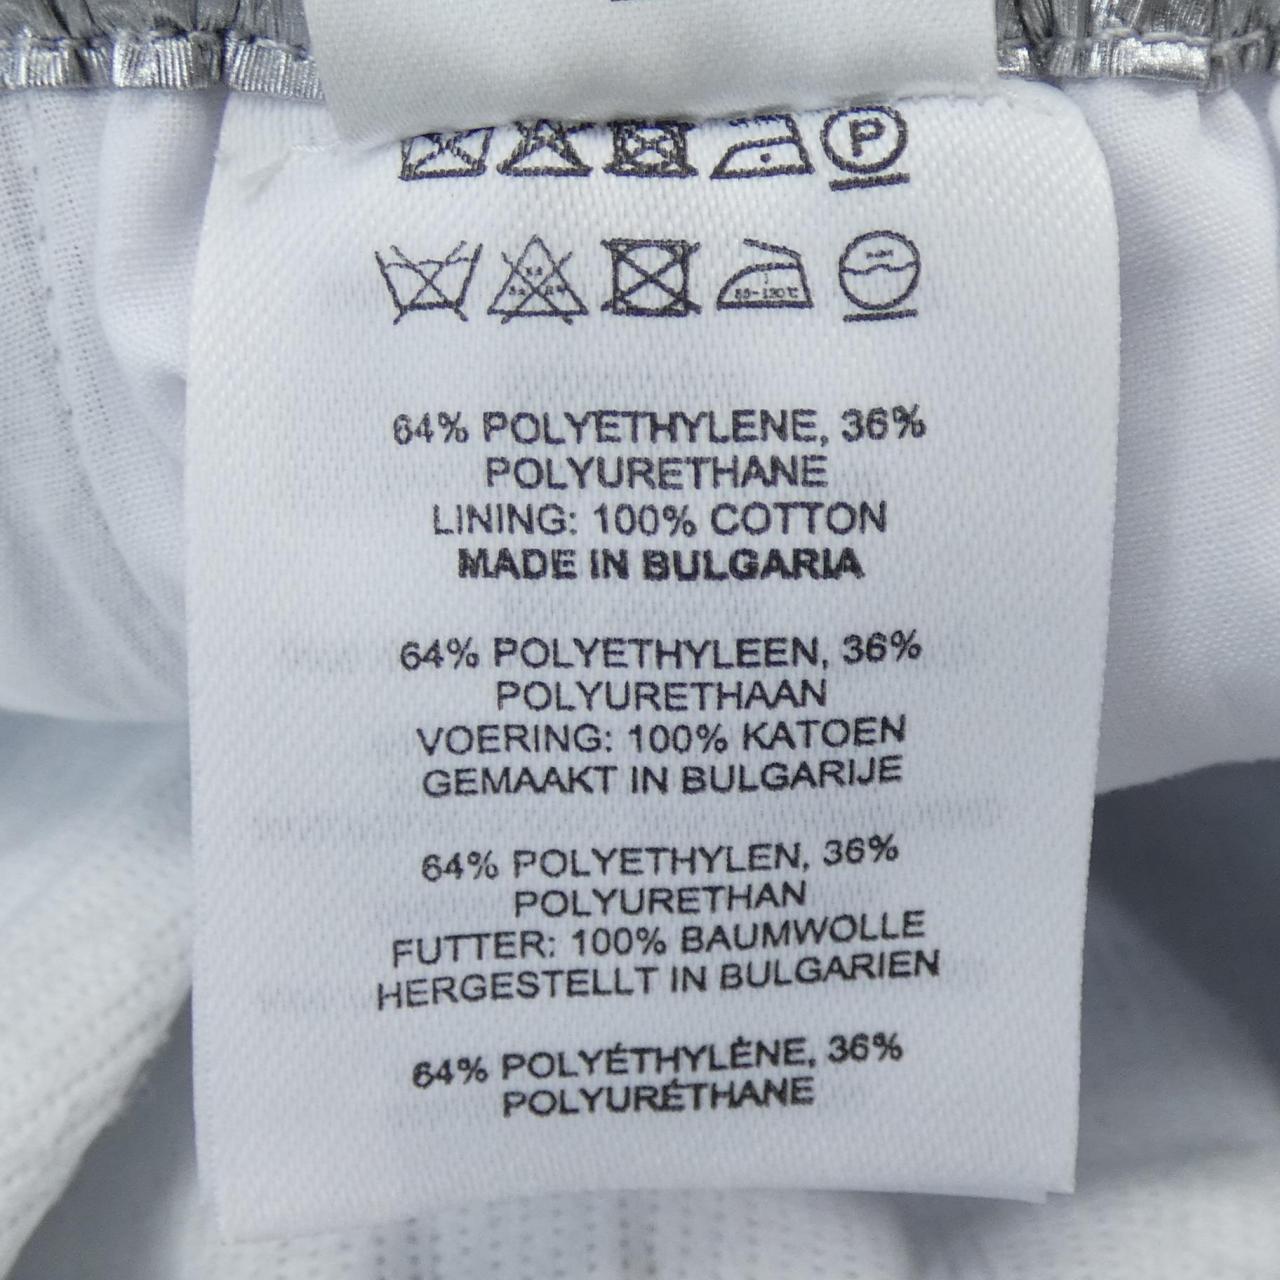 P
64% POLYETHYLENE, 36%
POLYURETHANE
LINING: 100% COTTON
MADE IN BULGARIA
64% POLYETHYLEEN, 36%
POLYURETHAAN
VOERING: 100% KATOEN
GEMAAKT IN BULGARIJE
64% POLYETHYLEN, 36%
POLYURETHAN
FUTTER: 100% BAUMWOLLE
HERGESTELLT IN BULGARIEN
64% POLYÉTHYLÈNE, 36%
POLYURÉTHANE